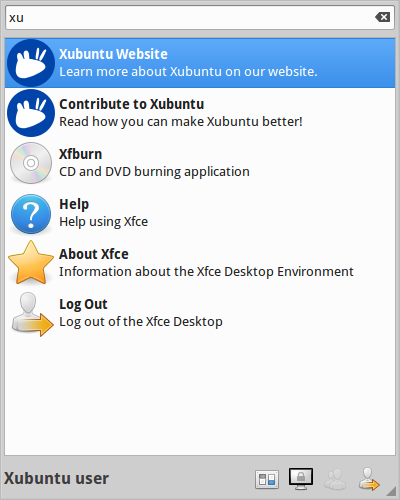 xu
Xubuntu Website
Learn more about Xubuntu on our website.
Contribute to Xubuntu
Read how you can make Xubuntu better!
Xfburn
CD and DVD burning application
Help
Help using Xfce
About Xfce
Information about the Xfce Desktop Environment
Log Out
Log out of the Xfce Desktop
Xubuntu user